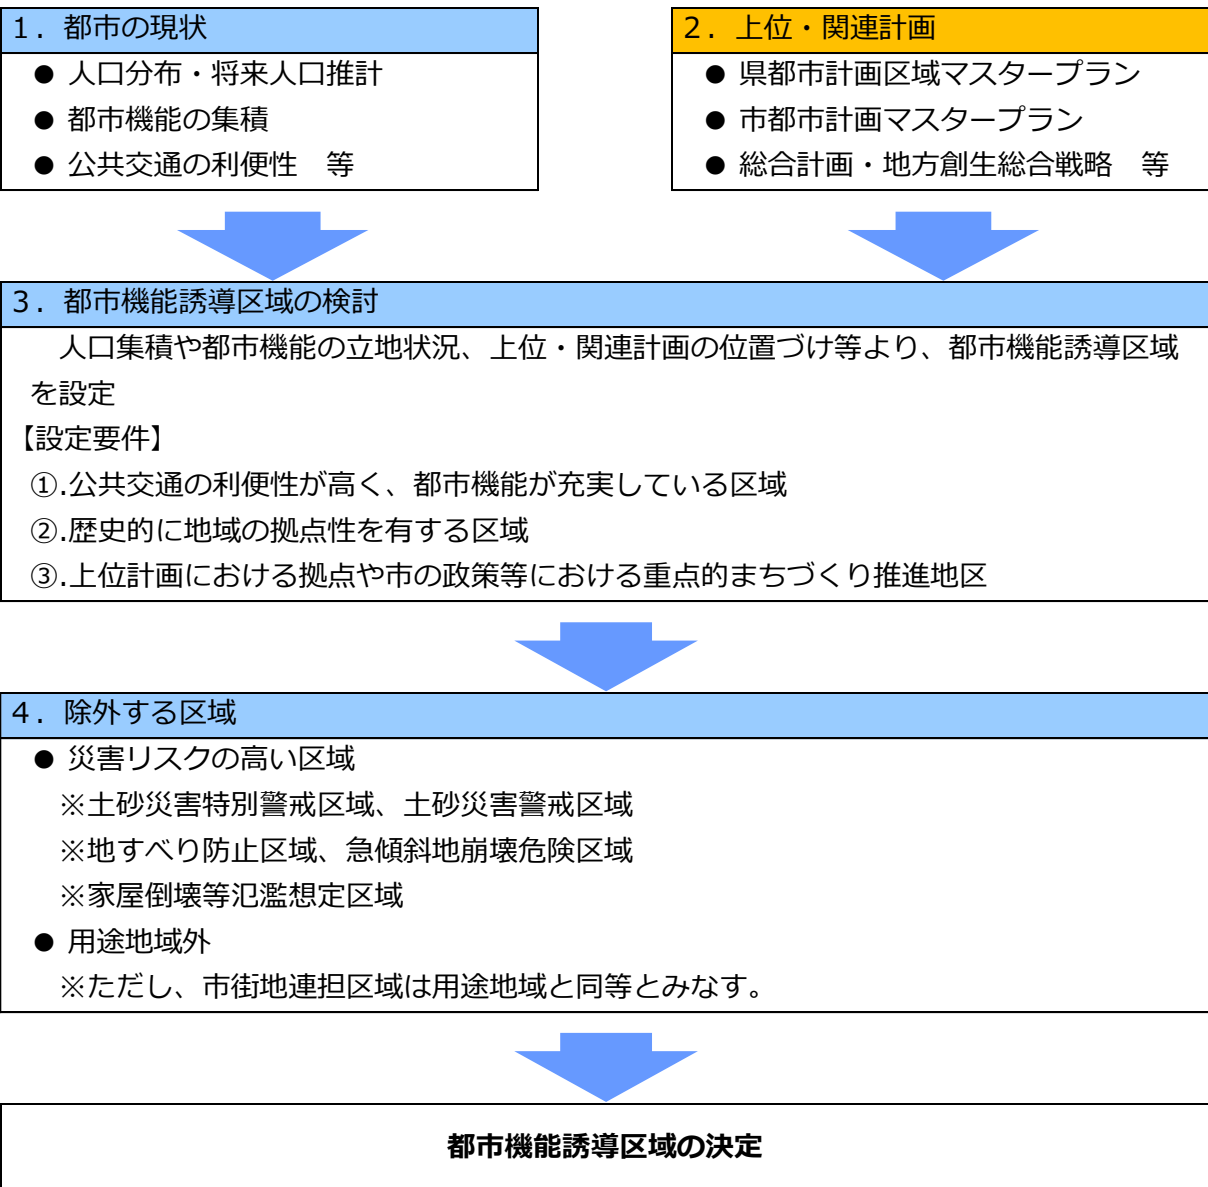 １．都市の現状
● 人口分布・将来人口推計
● 都市機能の集積
● 公共交通の利便性　等
２．上位・関連計画
● 県都市計画区域マスタープラン
● 市都市計画マスタープラン
● 総合計画・地方創生総合戦略　等
３．都市機能誘導区域の検討
人口集積や都市機能の立地状況、上位・関連計画の位置づけ等より、都市機能誘導区域
を設定
【設定要件】
①.公共交通の利便性が高く、都市機能が充実している区域
②.歴史的に地域の拠点性を有する区域
③.上位計画における拠点や市の政策等における重点的まちづくり推進地区
４．除外する区域
● 災害リスクの高い区域
※土砂災害特別警戒区域、土砂災害警戒区域
※地すべり防止区域、急傾斜地崩壊危険区域
※家屋倒壊等氾濫想定区域
● 用途地域外
※ただし、市街地連担区域は用途地域と同等とみなす。
都市機能誘導区域の決定